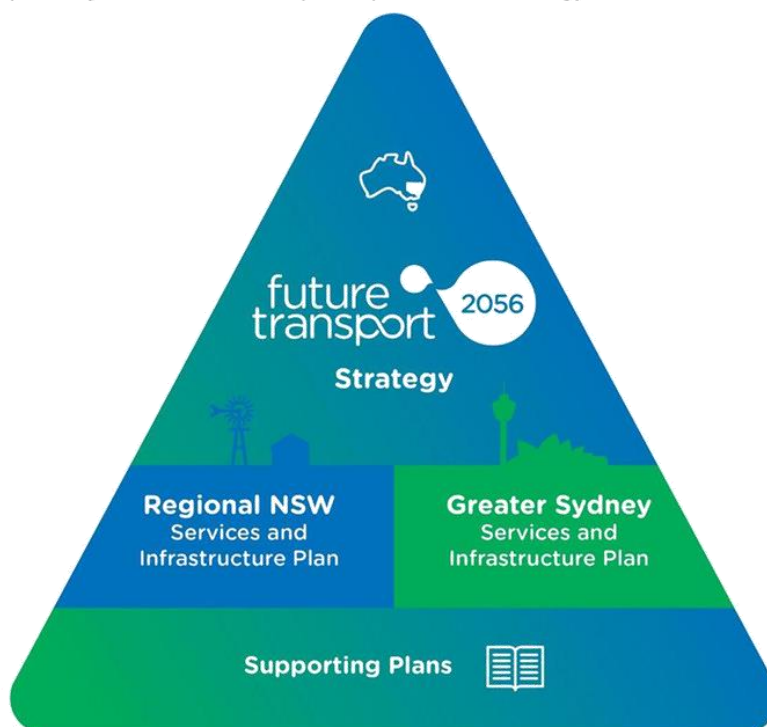 future
transport
2056
Strategy
Regional NSW
Services and
Infrastructure Plan
Greater Sydney
Services and
Infrastructure Plan
Supporting Plans